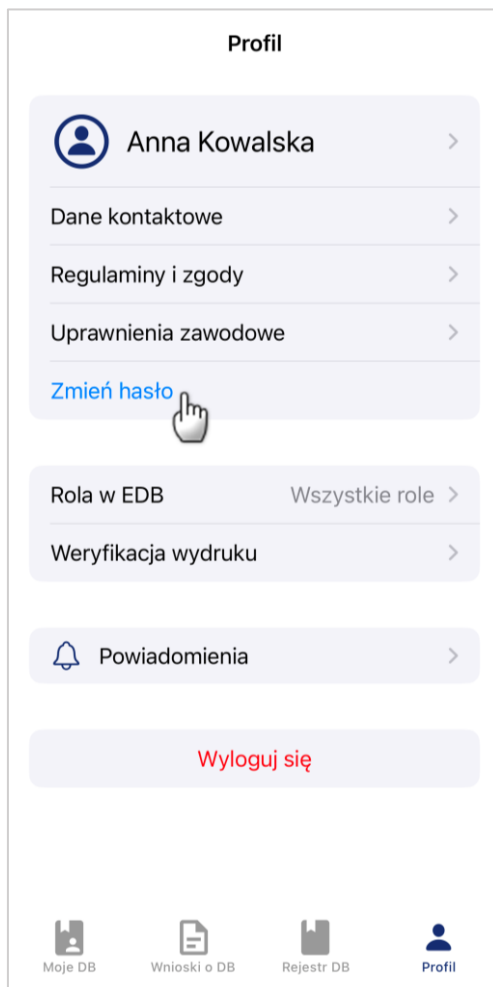 Profil
Anna Kowalska
Dane kontaktowe
Regulaminy i zgody
Uprawnienia zawodowe
Zmień hasło
Rola w EDB Wszystkie role
Weryfikacja wydruku
Powiadomienia
Wyloguj się
Moje DB Wnioski o DB Rejestr DB Profil